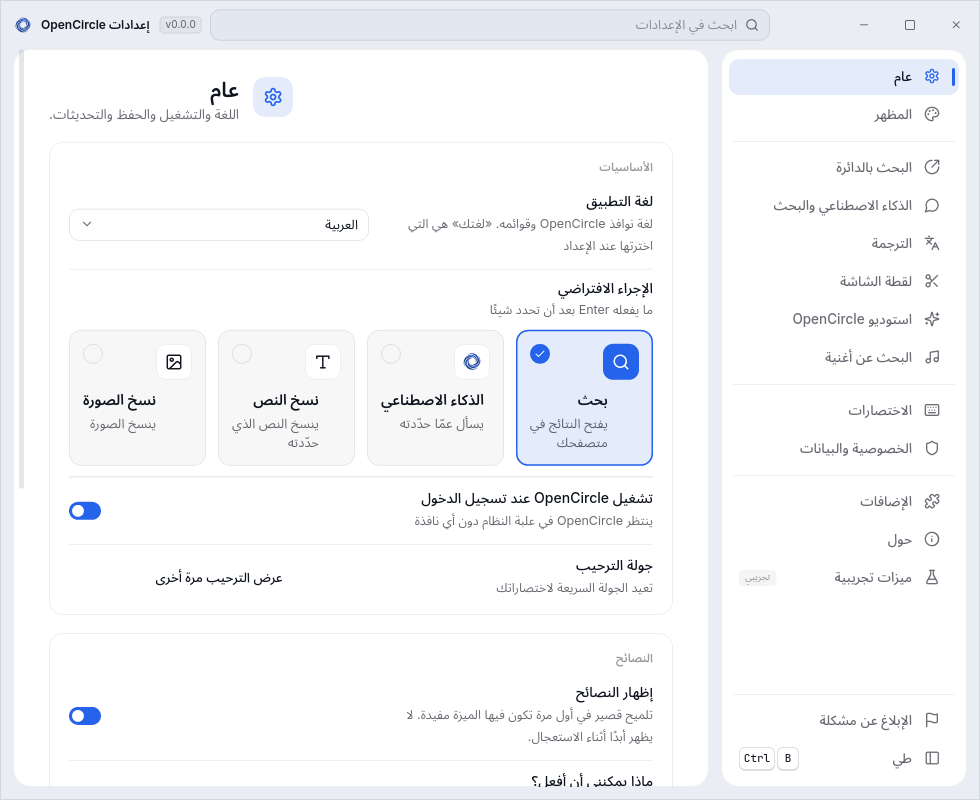 إعدادات OpenCircle
v0.0.0
ابحث في الإعدادات
عام
المظهر
البحث بالدائرة
الذكاء الاصطناعي والبحث
الترجمة
لقطة الشاشة
استوديو OpenCircle
البحث عن أغنية
الاختصارات
الخصوصية والبيانات
الإضافات
حول
ميزات تجريبية
تجريبي
الإبلاغ عن مشكلة
طي
Ctrl B
عام
اللغة والتشغيل والحفظ والتحديثات.
الأساسيات
لغة التطبيق
لغة نوافذ OpenCircle وقوائمه. «لغتك» هي التي
اخترتها عند الإعداد
العربية
الإجراء الافتراضي
ما يفعله Enter بعد أن تحدد شيئًا
بحث
يفتح النتائج في
متصفحك
الذكاء الاصطناعي
يسأل عمّا حدّدته
نسخ النص
ينسخ النص الذي
حدّدته
نسخ الصورة
ينسخ الصورة
تشغيل OpenCircle عند تسجيل الدخول
ينتظر OpenCircle في علبة النظام دون أي نافذة
جولة الترحيب
تعيد الجولة السريعة لاختصاراتك
عرض الترحيب مرة أخرى
النصائح
إظهار النصائح
تلميح قصير في أول مرة تكون فيها الميزة مفيدة. لا
يظهر أبدًا أثناء الاستعجال.
ماذا يمكنني أن أفعل؟